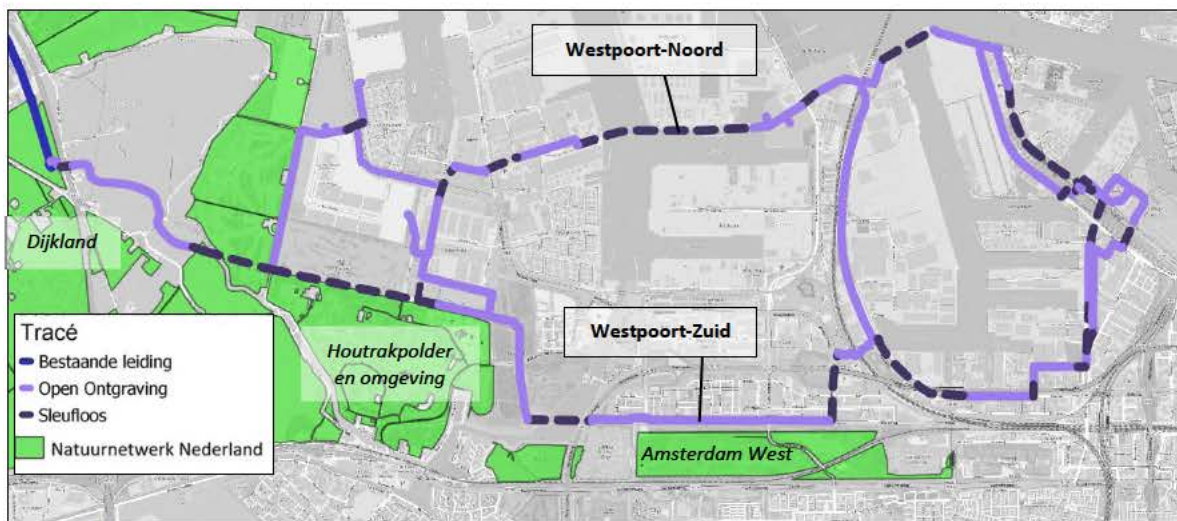 Westpoort-Noord
Dijkland
Westpoort-Zuid
Tracé
Bestaande leiding
Open Ontgraving
Sleufloos
Natuurnetwerk Nederland
Houtrakpolder
en omgeving
Amsterdam West